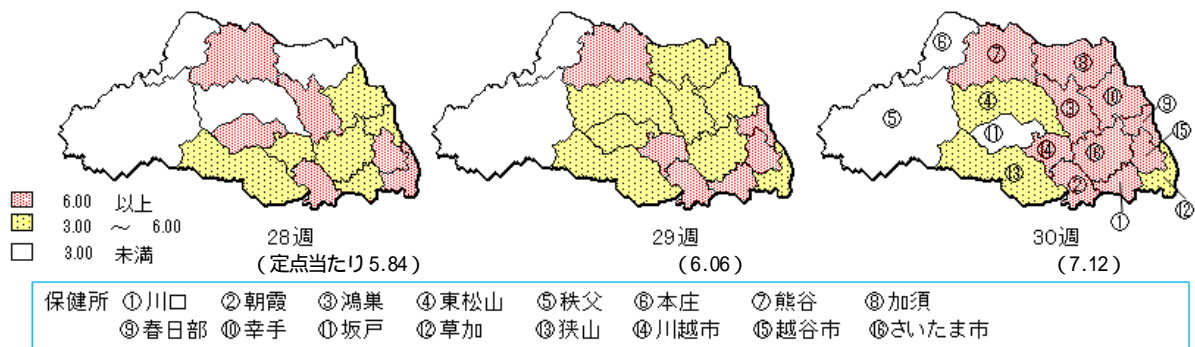 ⑥ ⑦ ⑧
⑤ ④ ③ ⑩ ⑨
⑪ ⑭ ⑯ ⑮
⑬ ② ① ⑫
6.00 以上
3.00 ～ 6.00
3.00 未満
28週 29週 30週
(定点当たり5.84) (6.06) (7.12)
保健所 ①川口 ②朝霞 ③鴻巣 ④東松山 ⑤秩父 ⑥本庄 ⑦熊谷 ⑧加須
⑨春日部 ⑩幸手 ⑪坂戸 ⑫草加 ⑬狭山 ⑭川越市 ⑮越谷市 ⑯さいたま市